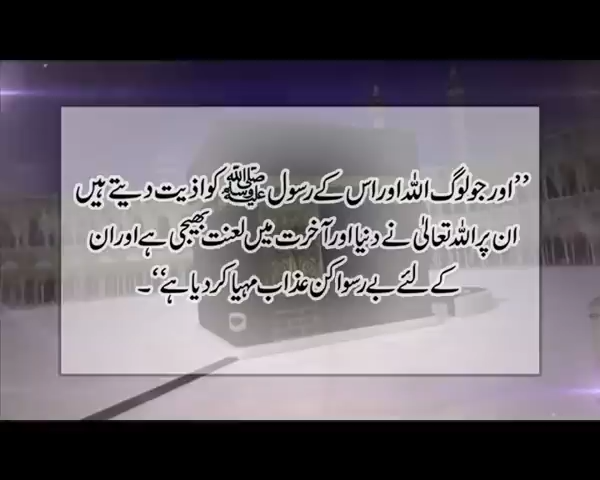 ’’اور جو لوگ اللہ اور اس کے رسول ﷺ کو اذیت دیتے ہیں
ان پر اللہ تعالیٰ نے دنیا اور آخرت میں لعنت بھیجی ہے اور ان
کے لئے بے رسوا کن عذاب مہیا کر دیا ہے‘‘۔